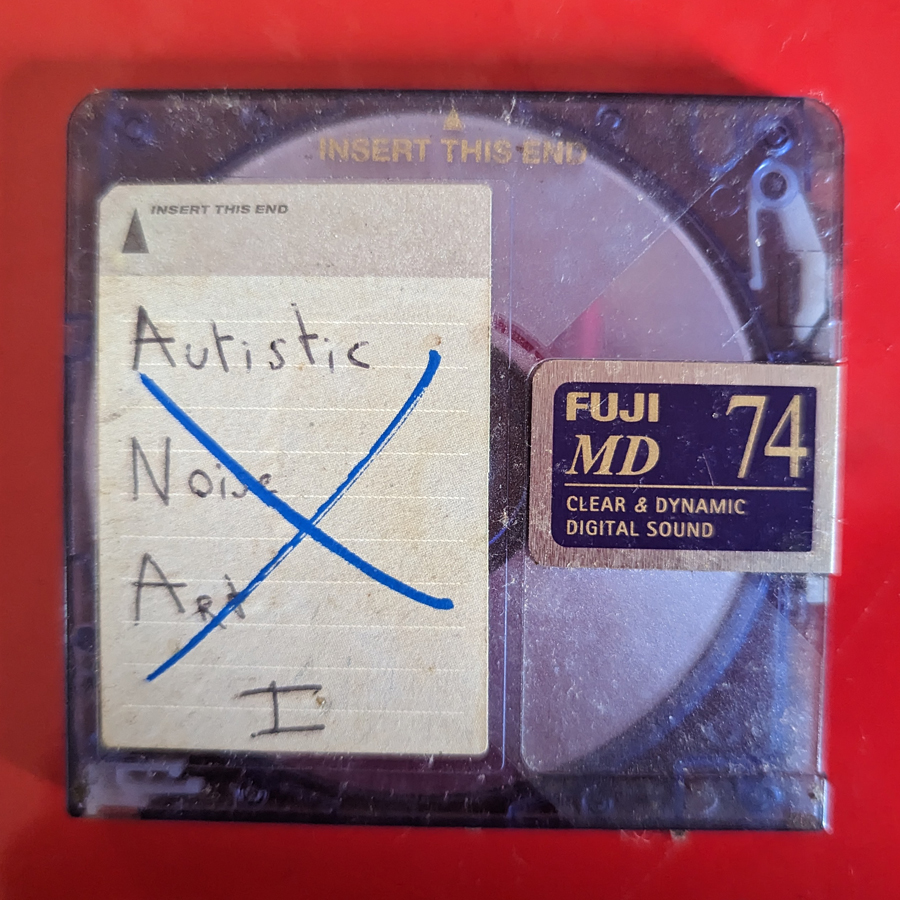 INSERT THIS END
INSERT THIS END
Autistic
Noise
Art
I
FUJI
MD 74
CLEAR & DYNAMIC
DIGITAL SOUND